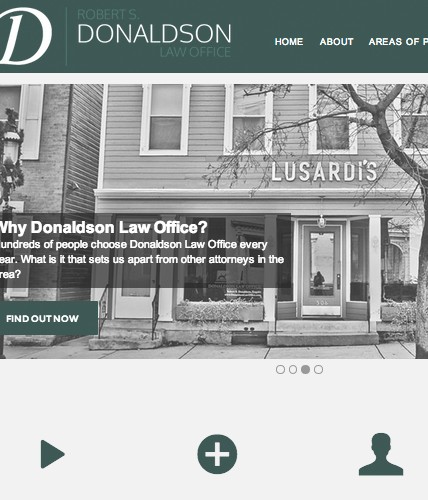 D
ROBERT S.
DONALDSON
LAW OFFICE
HOME ABOUT AREAS OF P
LUSARDI'S
Why Donaldson Law Office?
undreds of people choose Donaldson Law Office every
ear. What is it that sets us apart from other attorneys in the
rea?
FIND OUT NOW